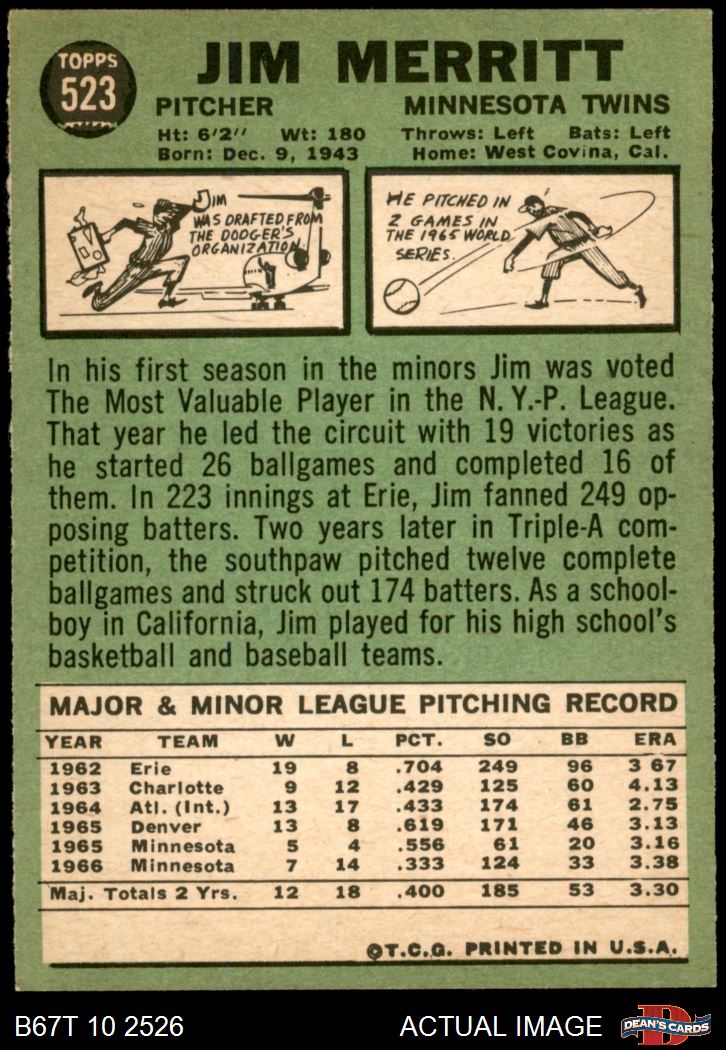 TOPPS
523
JIM MERRITT
PITCHER MINNESOTA TWINS
Ht: 6'2" Wt: 180 Throws: Left Bats: Left
Born: Dec. 9, 1943 Home: West Covina, Cal.
JIM
WAS DRAFTED FROM
THE DODGER'S
ORGANIZATION.
HE PITCHED IN
2 GAMES IN
THE 1965 WORLD
SERIES.
In his first season in the minors Jim was voted
The Most Valuable Player in the N.Y.-P. League.
That year he led the circuit with 19 victories as
he started 26 ballgames and completed 16 of
them. In 223 innings at Erie, Jim fanned 249 op-
posing batters. Two years later in Triple-A com-
petition, the southpaw pitched twelve complete
ballgames and struck out 174 batters. As a school-
boy in California, Jim played for his high school's
basketball and baseball teams.
MAJOR & MINOR LEAGUE PITCHING RECORD
YEAR TEAM W L PCT. SO BB ERA
1962 Erie 19 8 .704 249 96 3 67
1963 Charlotte 9 12 .429 125 60 4.13
1964 Atl. (Int.) 13 17 .433 174 61 2.75
1965 Denver 13 8 .619 171 46 3.13
1965 Minnesota 5 4 .556 61 20 3.16
1966 Minnesota 7 14 .333 124 33 3.38
Maj. Totals 2 Yrs. 12 18 .400 185 53 3.30
©T.C.G. PRINTED IN U.S.A.
B67T 10 2526 ACTUAL IMAGE
D
DEAN'S CARDS